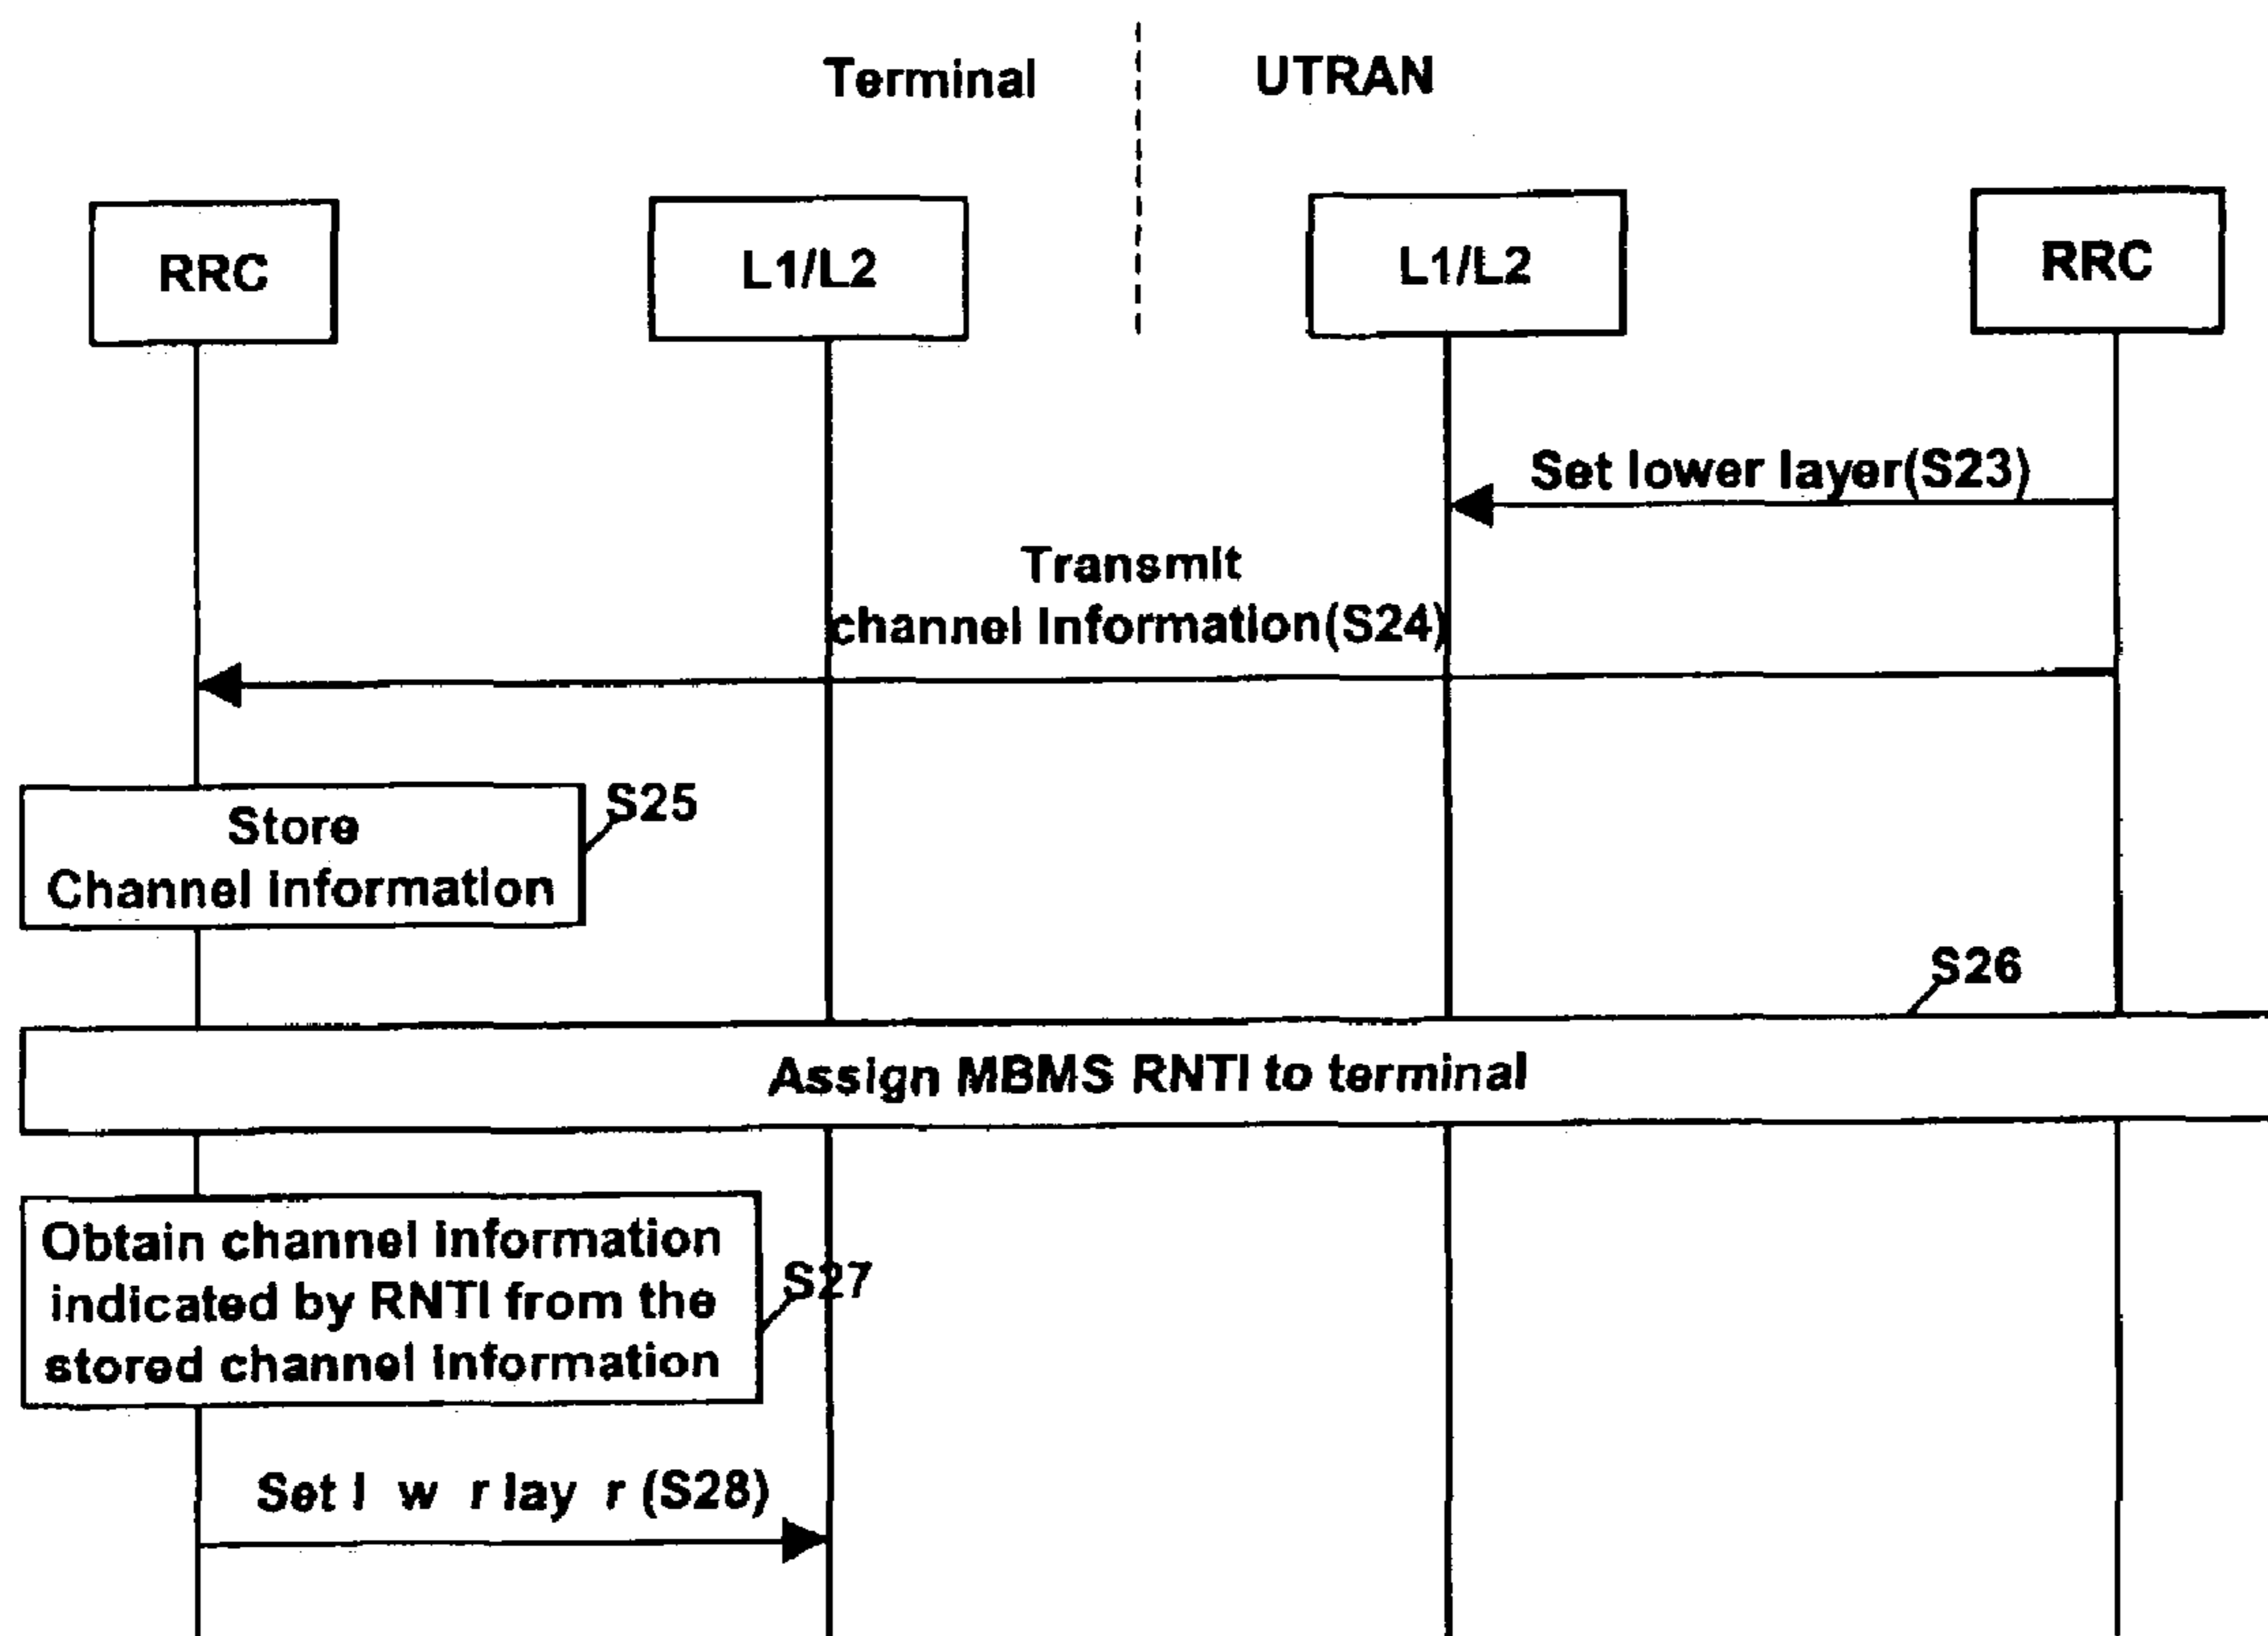 Terminal UTRAN
RRC L1/L2 L1/L2 RRC
Set lower layer(S23)
Transmit
channel Information(S24)
S25
Store
Channel information
S26
Assign MBMS RNTI to terminal
Obtain channel information
indicated by RNTI from the
stored channel information
S27
Set l w r lay r (S28)